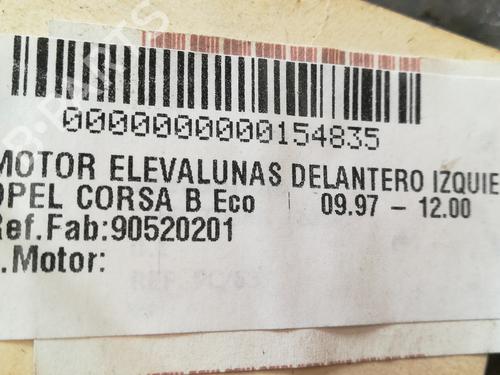 0000000000154835
MOTOR ELEVALUNAS DELANTERO IZQUIE
OPEL CORSA B Eco 09.97 - 12.00
Ref.Fab:90520201
.Motor: